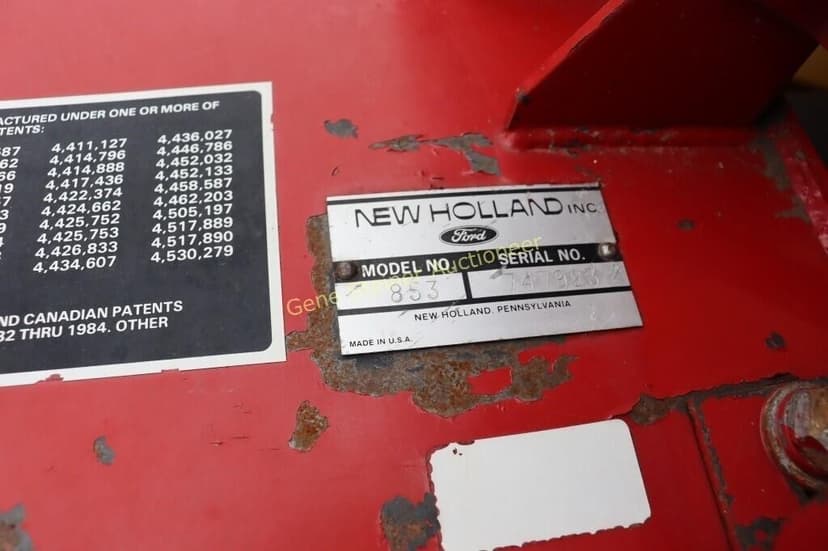 ACTURED UNDER ONE OR MORE OF
TENTS:
4,411,127 4,436,027
4,414,796 4,446,786
4,414,888 4,452,032
4,417,436 4,452,133
4,422,374 4,458,587
4,424,662 4,462,203
4,425,752 4,505,197
4,425,753 4,517,889
4,426,833 4,517,890
4,434,607 4,530,279
ND CANADIAN PATENTS
82 THRU 1984. OTHER
NEW HOLLAND INC
Ford
MODEL NO. SERIAL NO.
853
NEW HOLLAND, PENNSYLVANIA
MADE IN U.S.A.
Auctioneer